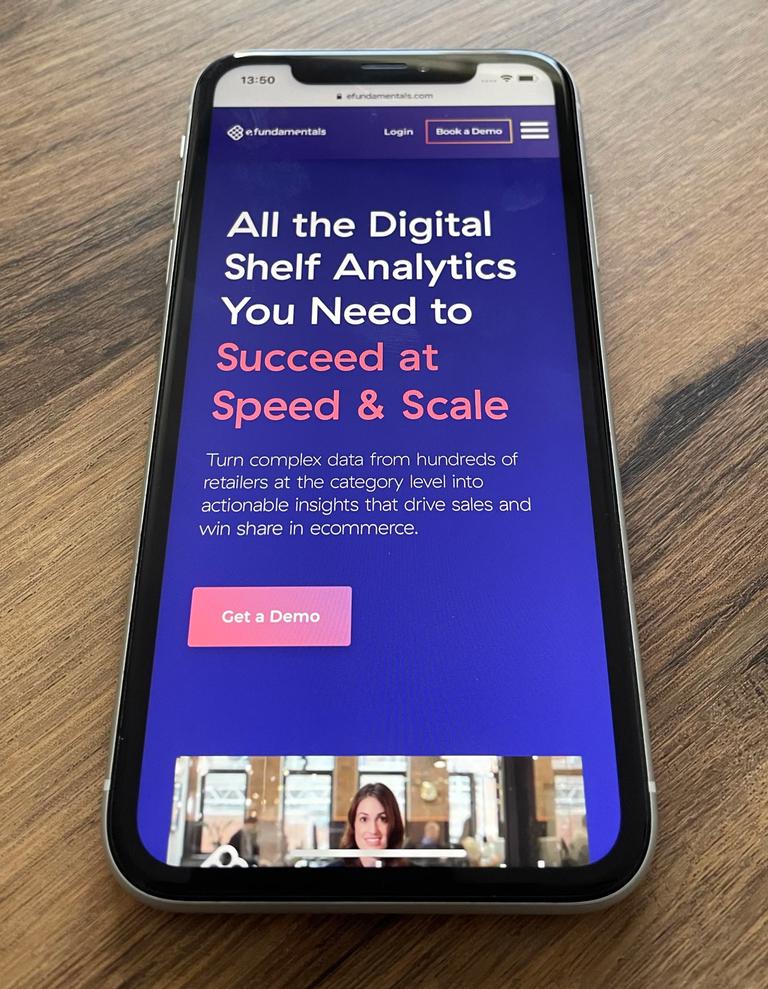 13:50
efundamentals.com
e.fundamentals Login Book a Demo
All the Digital
Shelf Analytics
You Need to
Succeed at
Speed & Scale
Turn complex data from hundreds of
retailers at the category level into
actionable insights that drive sales and
win share in ecommerce.
Get a Demo